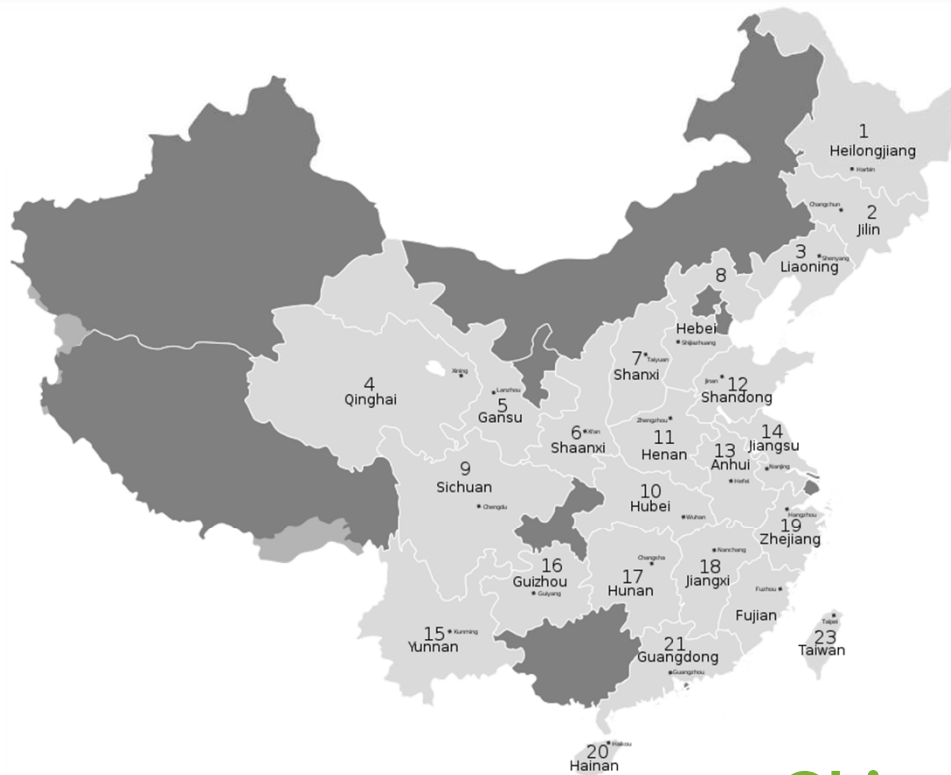 1
Heilongjiang
Harbin
Changchun
2
Jilin
3
Liaoning
Shenyang
8
Hebei
Shijiazhuang
7
Taiyuan
Shanxi
4
Qinghai
Xining
Lanzhou
5
Gansu
6
Xi'an
Shaanxi
Jinan
12
Shandong
Zhengzhou
11
Henan
14
Jiangsu
Nanjing
13
Anhui
Hefei
9
Sichuan
Chengdu
10
Hubei
Wuhan
Hangzhou
19
Zhejiang
16
Guizhou
Guiyang
Changcha
17
Hunan
Nanchang
18
Jiangxi
Fuzhou
Fujian
15
Kunming
Yunnan
21
Guangdong
Guangzhou
Taipei
23
Taiwan
20
Haikou
Hainan